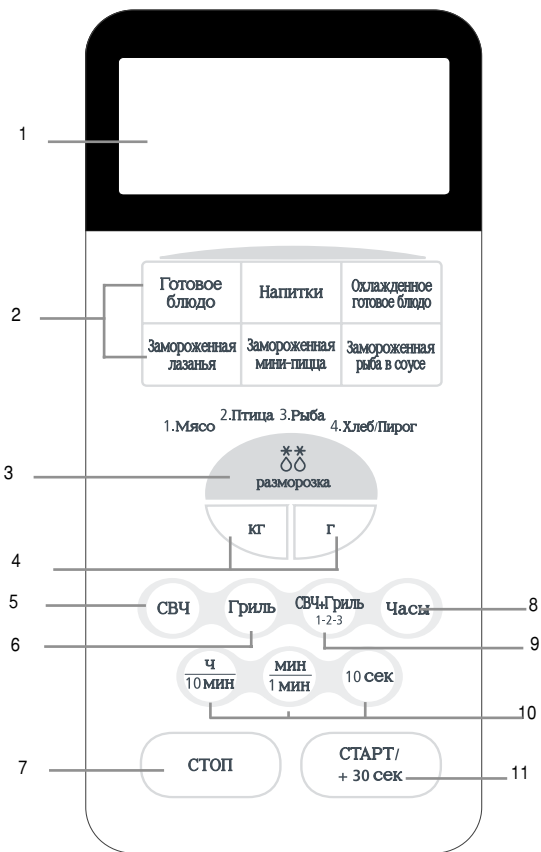 1
2
Готовое
блюдо
Напитки
Охлажденное
готовое блюдо
Замороженная
лазанья
Замороженная
мини-пицца
Замороженная
рыба в соусе
1.Мясо
2.Птица
3.Рыба
4.Хлеб/Пирог
3
разморозка
кг
г
4
5
СВЧ
Гриль
СВЧ+Гриль
1-2-3
Часы
8
6
9
ч
10 мин
мин
1 мин
10 сек
10
7
СТОП
СТАРТ/
+ 30 сек
11